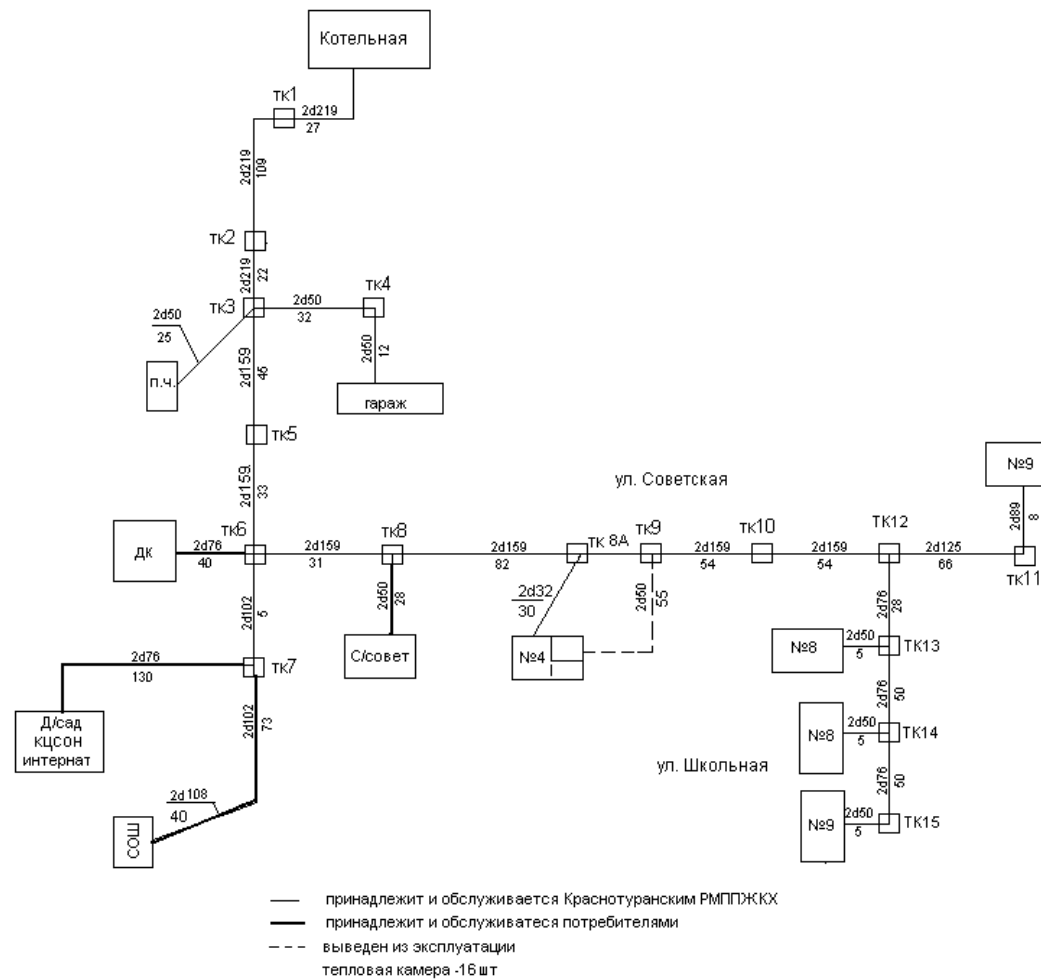 Котельная
тк1
2d219
27
2d219
109
тк2
2d219
22
тк3
2d50
32
тк4
2d50
25
2d50
12
п.ч.
гараж
2d159
46
тк5
2d159.
33
ул. Советская
№9
2d89
8
ДК
2d76
40
тк6
2d159
31
тк8
2d159
82
тк 8А
тк9
2d159
54
тк10
2d159
54
ТК12
2d125
66
тк11
2d102
5
2d50
28
2d32
30
2d50
55
2d76
28
С/совет
№4
№8
2d50
5
ТК13
2d76
130
тк7
2d76
50
Д/сад
КЦСОН
интернат
2d102
73
№8
2d50
5
ТК14
ул. Школьная
2d76
50
2d108
40
СОШ
№9
2d50
5
ТК15
принадлежит и обслуживается Краснотуранским РМППЖКХ
принадлежит и обслуживатеся потребителями
выведен из эксплуатации
тепловая камера -16 шт